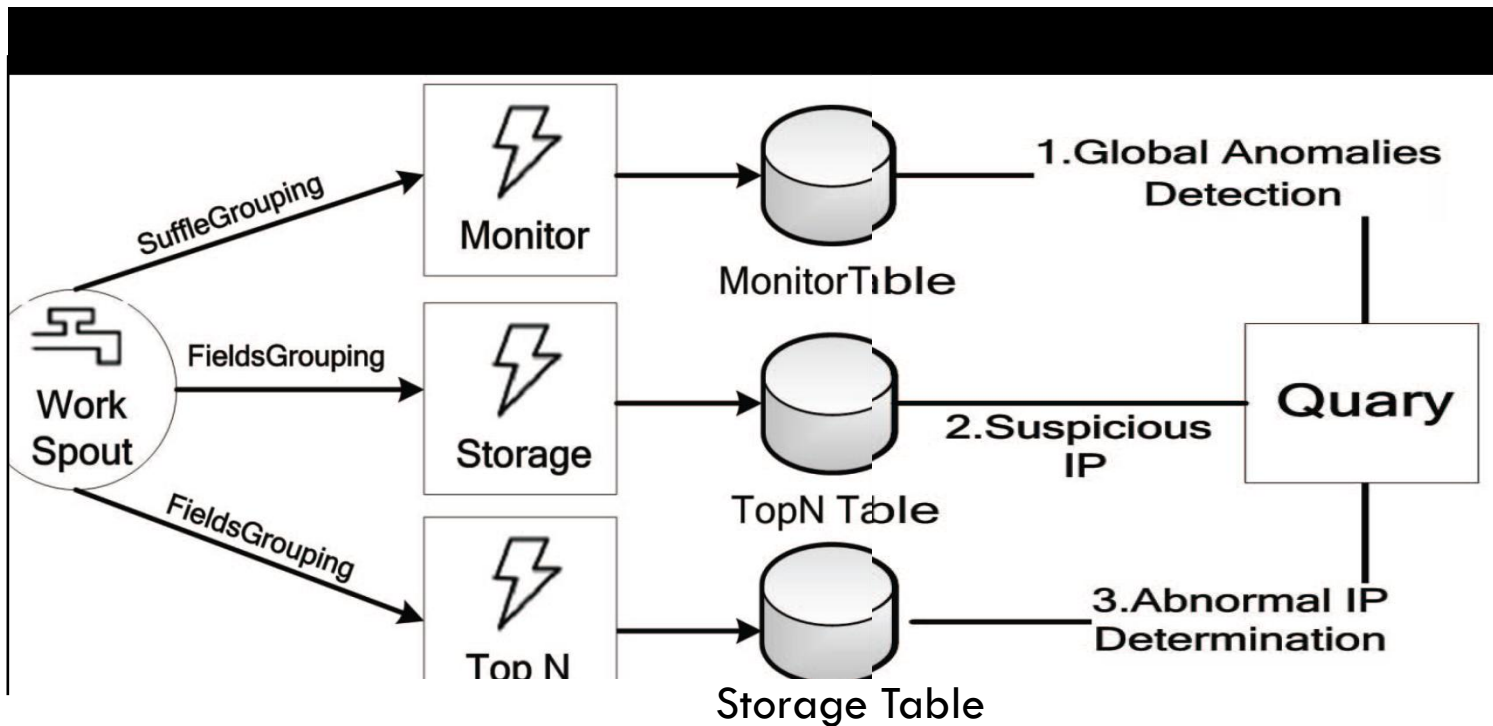 SuffleGrouping
Monitor
MonitorTable
1.Global Anomalies
Detection
Work
Spout
FieldsGrouping
Storage
TopN Table
2.Suspicious
IP
Quary
FieldsGrouping
Top N
Storage Table
3.Abnormal IP
Determination